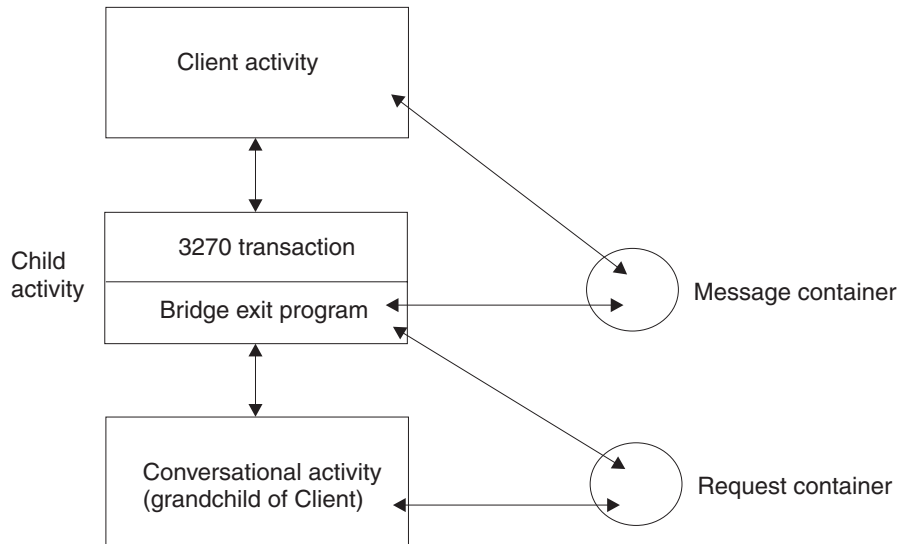 Client activity
3270 transaction
Child
activity
Bridge exit program
Message container
Conversational activity
(grandchild of Client)
Request container